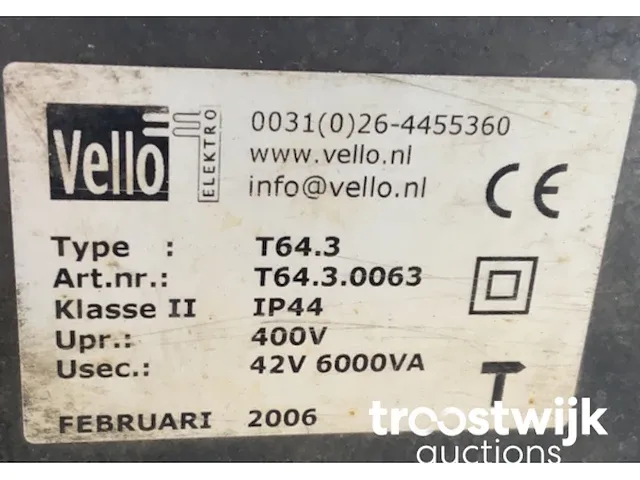 Vello
ELEKTRO
0031(0)26-4455360
www.vello.nl
info@vello.nl
CE
Type : T64.3
Art.nr.: T64.3.0063
Klasse II IP44
Upr.: 400V
Usec.: 42V 6000VA
FEBRUARI 2006
troostwijk
auctions